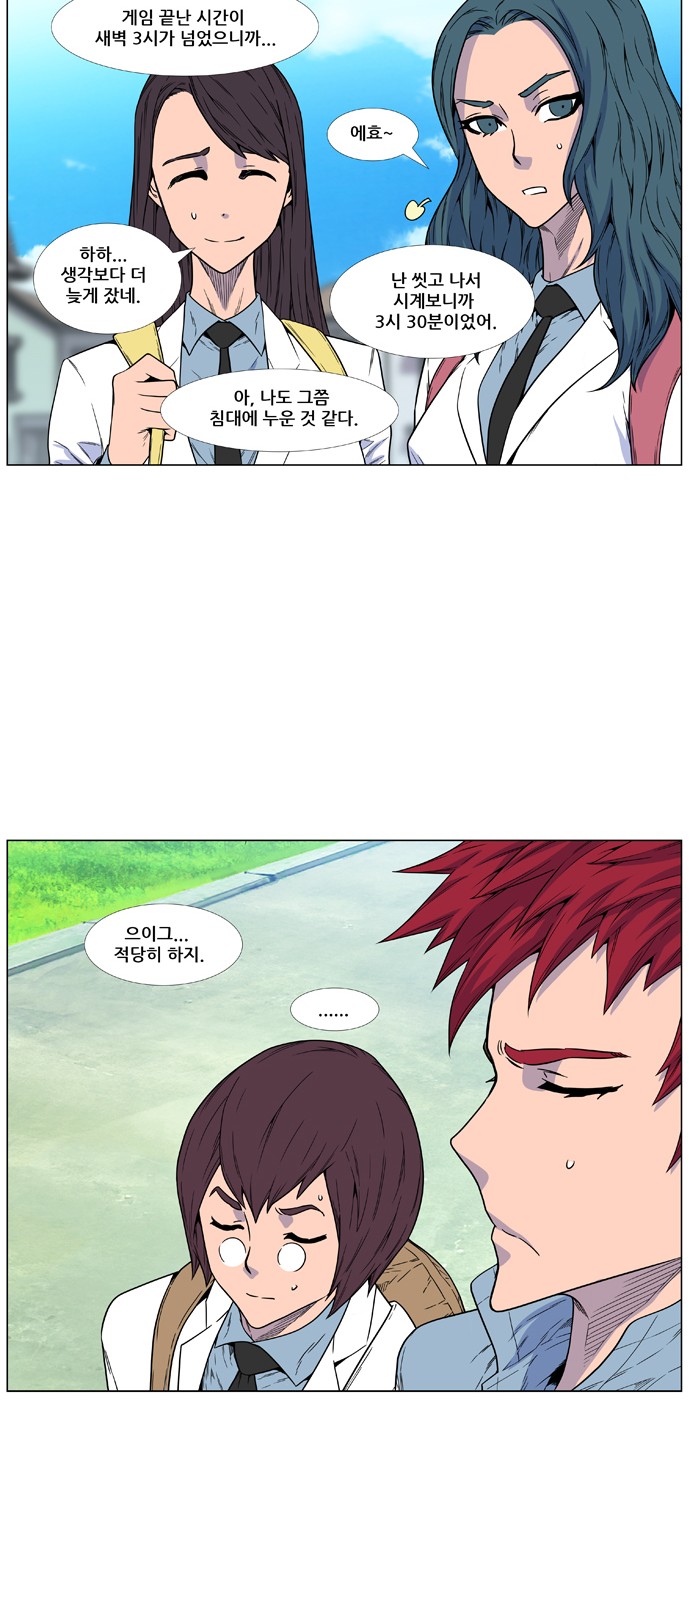 게임 끝난 시간이
새벽 3시가 넘었으니까...
에효~
하하...
생각보다 더
늦게 잤네.
난 씻고 나서
시계보니까
3시 30분이었어.
아, 나도 그쯤
침대에 누운 것 같다.
으이그...
적당히 하지.
......